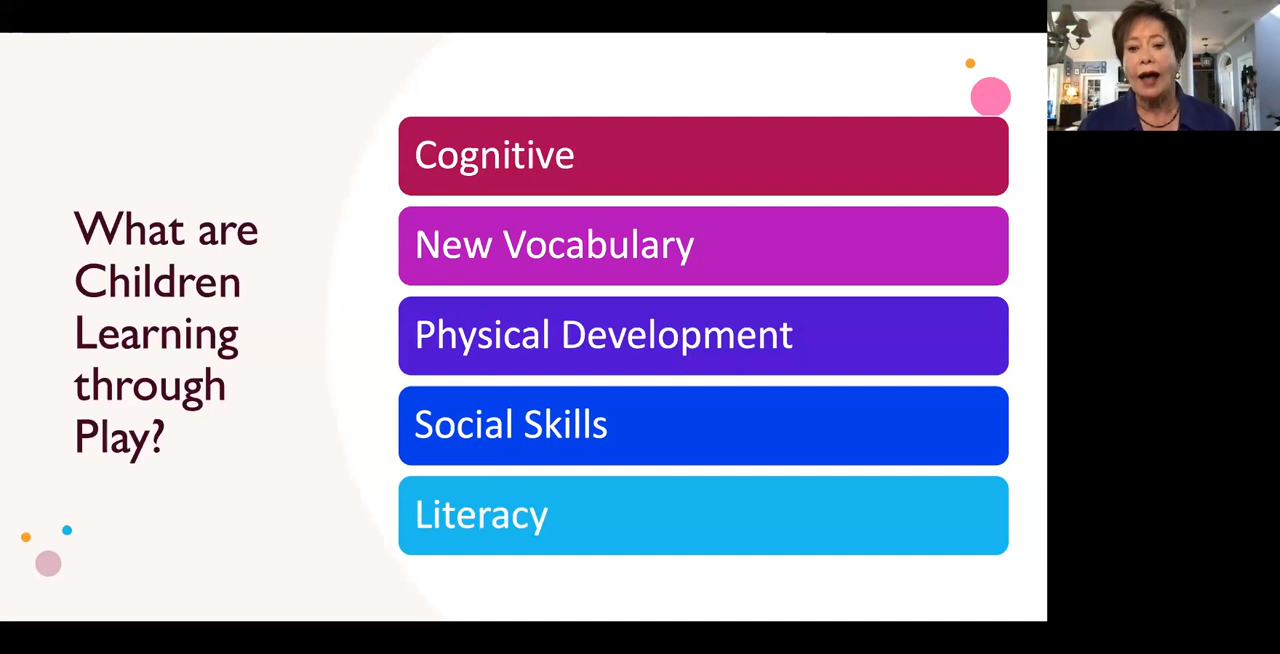 What are
Children
Learning
through
Play?
Cognitive
New Vocabulary
Physical Development
Social Skills
Literacy